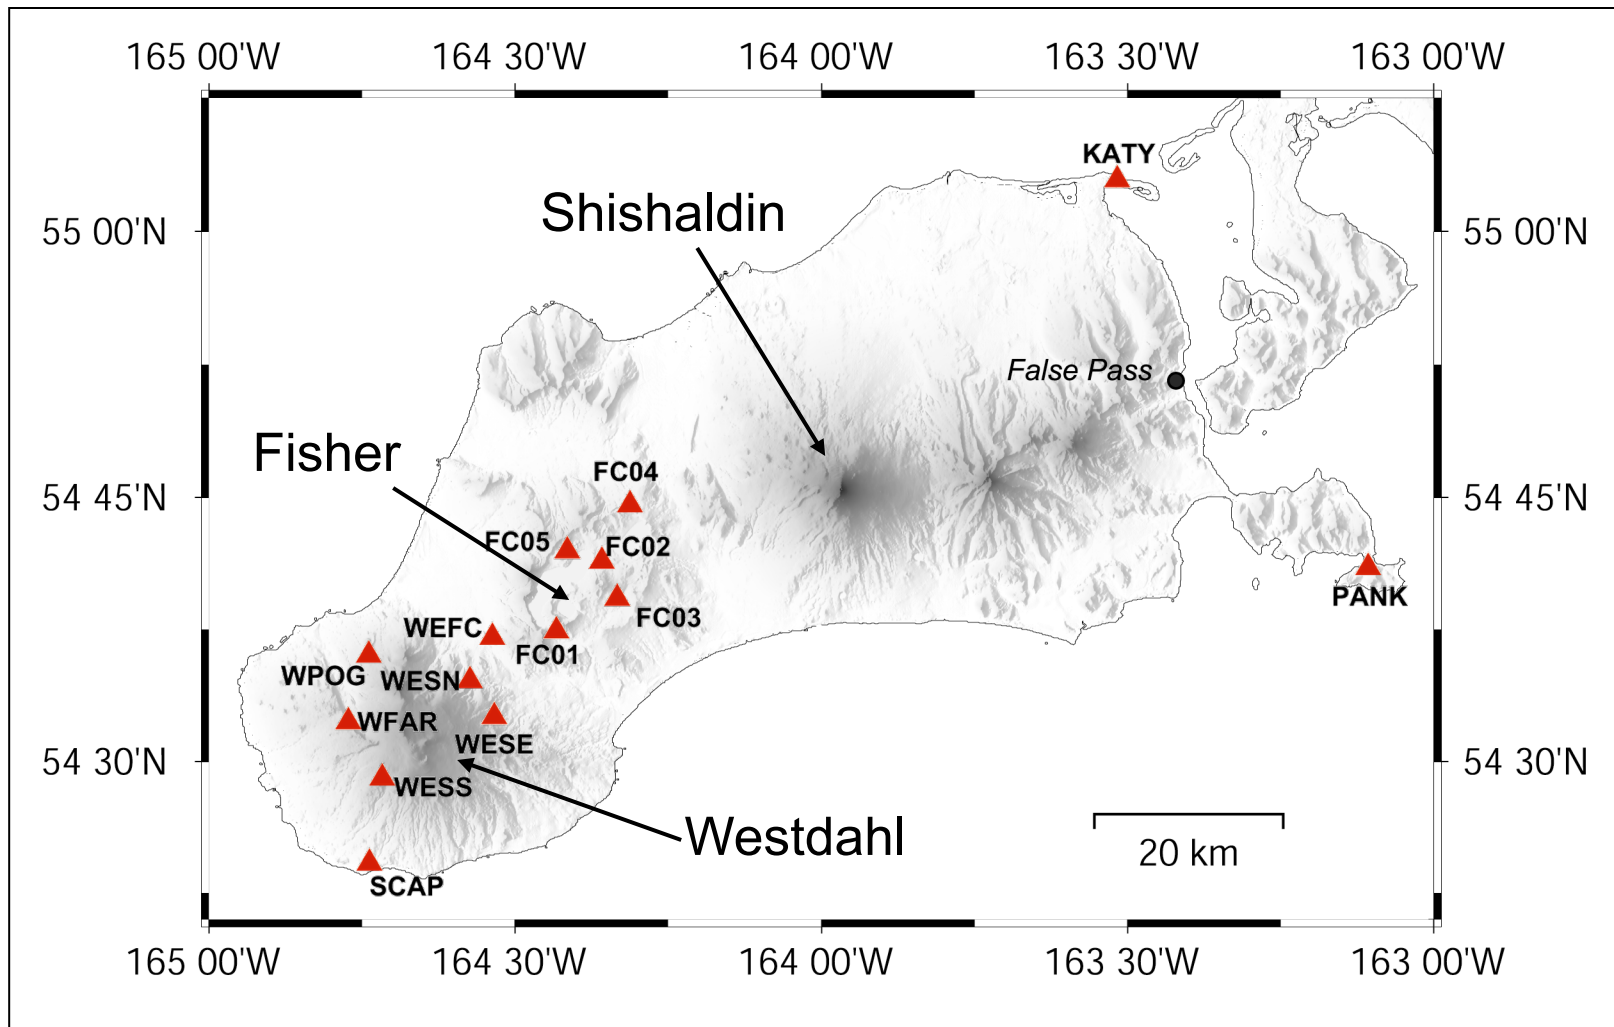 165 00'W 164 30'W 164 00'W 163 30'W 163 00'W
KATY
Shishaldin
55 00'N 55 00'N
False Pass
Fisher
FC04
54 45'N 54 45'N
FC05 FC02
PANK
FC03
WEFC
FC01
WPOG WESN
WFAR
WESE
54 30'N 54 30'N
WESS
Westdahl
20 km
SCAP
165 00'W 164 30'W 164 00'W 163 30'W 163 00'W